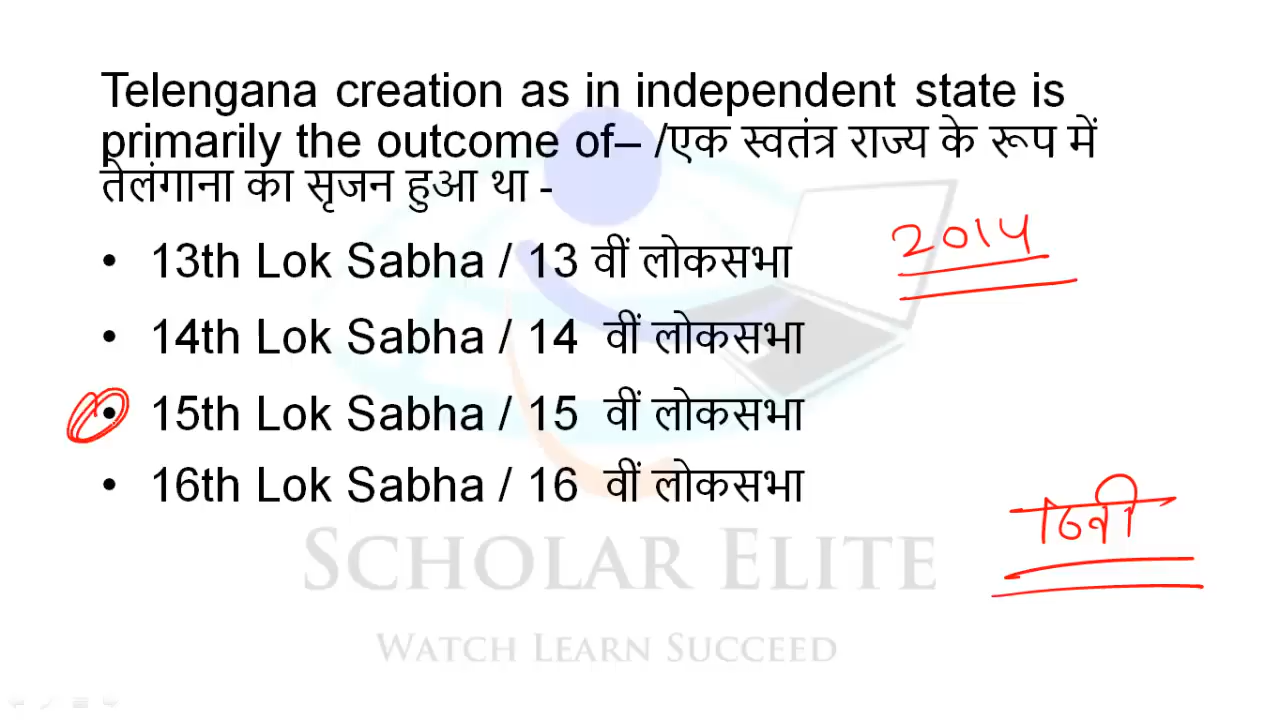 Telengana creation as in independent state is
primarily the outcome of– /एक स्वतंत्र राज्य के रूप में
तेलंगाना का सृजन हुआ था -
• 13th Lok Sabha / 13 वीं लोकसभा
2014
• 14th Lok Sabha / 14 वीं लोकसभा
• 15th Lok Sabha / 15 वीं लोकसभा
• 16th Lok Sabha / 16 वीं लोकसभा
SCHOLAR ELITE
WATCH LEARN SUCCEED